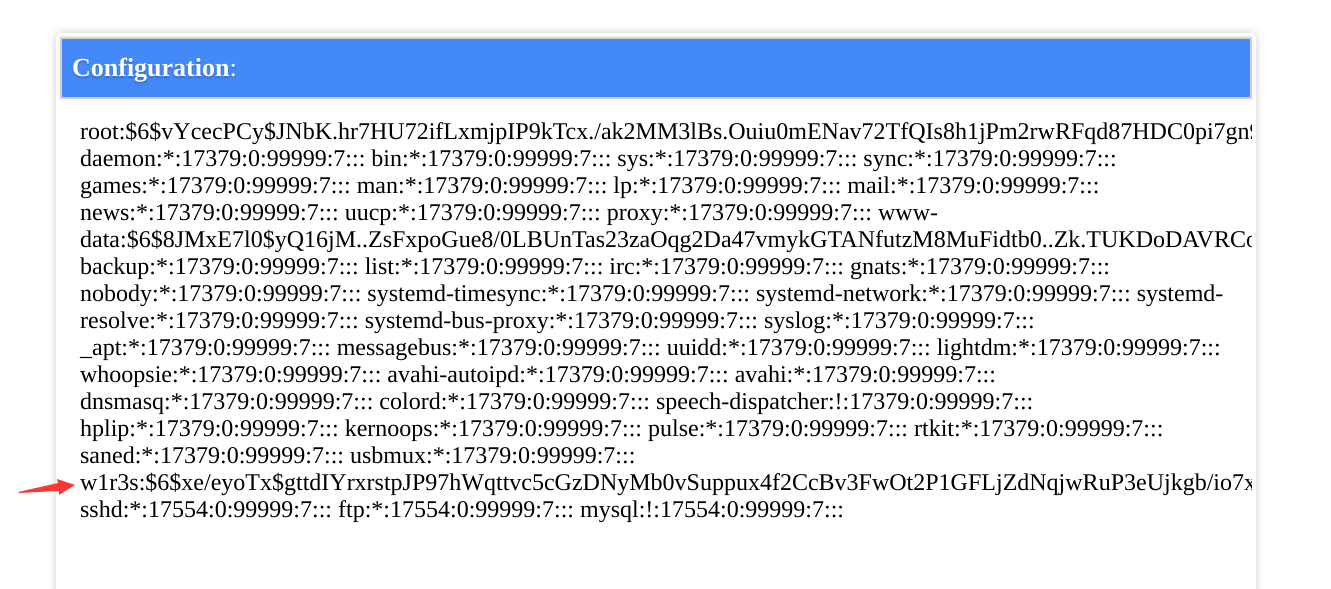 Configuration:
root:$6$vYcecPCy$JNbK.hr7HU72ifLxmjpIP9kTcx./ak2MM3lBs.Ouiu0mENav72TfQIs8h1jPm2rwRFqd87HDC0pi7gn9
daemon:*:17379:0:99999:7::: bin:*:17379:0:99999:7::: sys:*:17379:0:99999:7::: sync:*:17379:0:99999:7:::
games:*:17379:0:99999:7::: man:*:17379:0:99999:7::: lp:*:17379:0:99999:7::: mail:*:17379:0:99999:7:::
news:*:17379:0:99999:7::: uucp:*:17379:0:99999:7::: proxy:*:17379:0:99999:7::: www-
data:$6$8JMxE7l0$yQ16jM..ZsFxpoGue8/0LBUnTas23zaOqg2Da47vmykGTANfutzM8MuFidtb0..Zk.TUKDoDAVRCo
backup:*:17379:0:99999:7::: list:*:17379:0:99999:7::: irc:*:17379:0:99999:7::: gnats:*:17379:0:99999:7:::
nobody:*:17379:0:99999:7::: systemd-timesync:*:17379:0:99999:7::: systemd-network:*:17379:0:99999:7::: systemd-
resolve:*:17379:0:99999:7::: systemd-bus-proxy:*:17379:0:99999:7::: syslog:*:17379:0:99999:7:::
_apt:*:17379:0:99999:7::: messagebus:*:17379:0:99999:7::: uuidd:*:17379:0:99999:7::: lightdm:*:17379:0:99999:7:::
whoopsie:*:17379:0:99999:7::: avahi-autoipd:*:17379:0:99999:7::: avahi:*:17379:0:99999:7:::
dnsmasq:*:17379:0:99999:7::: colord:*:17379:0:99999:7::: speech-dispatcher:!:17379:0:99999:7:::
hplip:*:17379:0:99999:7::: kernoops:*:17379:0:99999:7::: pulse:*:17379:0:99999:7::: rtkit:*:17379:0:99999:7:::
saned:*:17379:0:99999:7::: usbmux:*:17379:0:99999:7:::
w1r3s:$6$xe/eyoTx$gttdIYrxrstpJP97hWqttvc5cGzDNyMb0vSuppux4f2CcBv3FwOt2P1GFLjZdNqjwRuP3eUjkgb/io7x
sshd:*:17554:0:99999:7::: ftp:*:17554:0:99999:7::: mysql:!:17554:0:99999:7:::